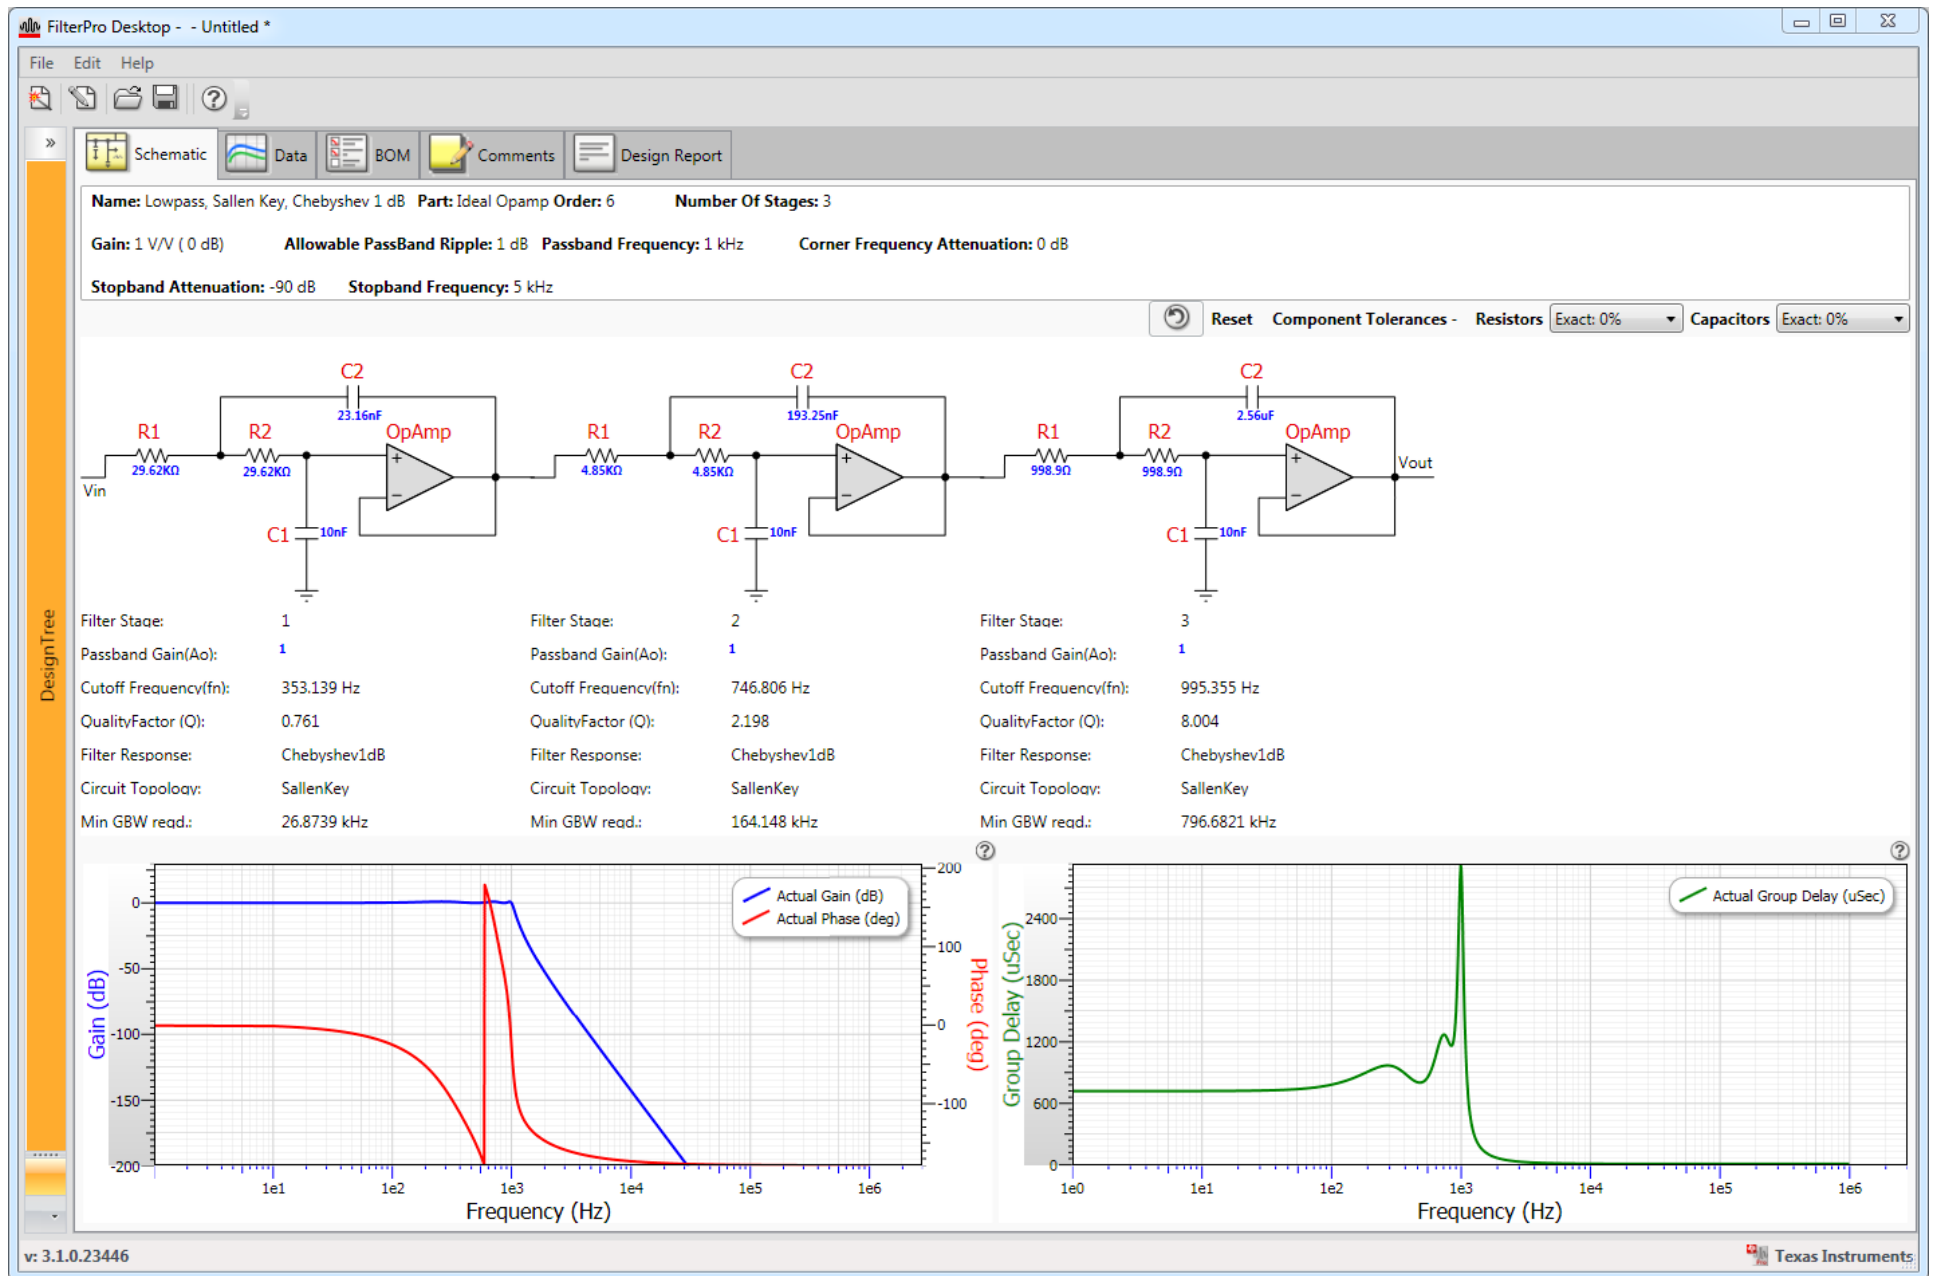 FilterPro Desktop -  - Untitled *
File Edit Help
Schematic Data BOM Comments Design Report
Name: Lowpass, Sallen Key, Chebyshev 1 dB Part: Ideal Opamp Order: 6 Number Of Stages: 3
Gain: 1 V/V ( 0 dB) Allowable PassBand Ripple: 1 dB Passband Frequency: 1 kHz Corner Frequency Attenuation: 0 dB
Stopband Attenuation: -90 dB Stopband Frequency: 5 kHz
Reset Component Tolerances - Resistors Exact: 0% Capacitors Exact: 0%
C2 C2 C2
23.16nF 193.25nF 2.56uF
R1 R2 OpAmp R1 R2 OpAmp R1 R2 OpAmp
29.62KΩ 29.62KΩ 4.85KΩ 4.85KΩ 998.9Ω 998.9Ω
Vin Vout
C1 10nF C1 10nF C1 10nF
DesignTree
Filter Stage: 1 Filter Stage: 2 Filter Stage: 3
Passband Gain(Ao): 1 Passband Gain(Ao): 1 Passband Gain(Ao): 1
Cutoff Frequency(fn): 353.139 Hz Cutoff Frequency(fn): 746.806 Hz Cutoff Frequency(fn): 995.355 Hz
QualityFactor (Q): 0.761 QualityFactor (Q): 2.198 QualityFactor (Q): 8.004
Filter Response: Chebyshev1dB Filter Response: Chebyshev1dB Filter Response: Chebyshev1dB
Circuit Topology: SallenKey Circuit Topology: SallenKey Circuit Topology: SallenKey
Min GBW reqd.: 26.8739 kHz Min GBW reqd.: 164.148 kHz Min GBW reqd.: 796.6821 kHz
Gain (dB)
0
-50
-100
-150
-200
Actual Gain (dB)
Actual Phase (deg)
200
100
0
-100
Phase (deg)
1e1 1e2 1e3 1e4 1e5 1e6
Frequency (Hz)
Group Delay (uSec)
2400
1800
1200
600
0
Actual Group Delay (uSec)
1e0 1e1 1e2 1e3 1e4 1e5 1e6
Frequency (Hz)
v: 3.1.0.23446
Texas Instruments